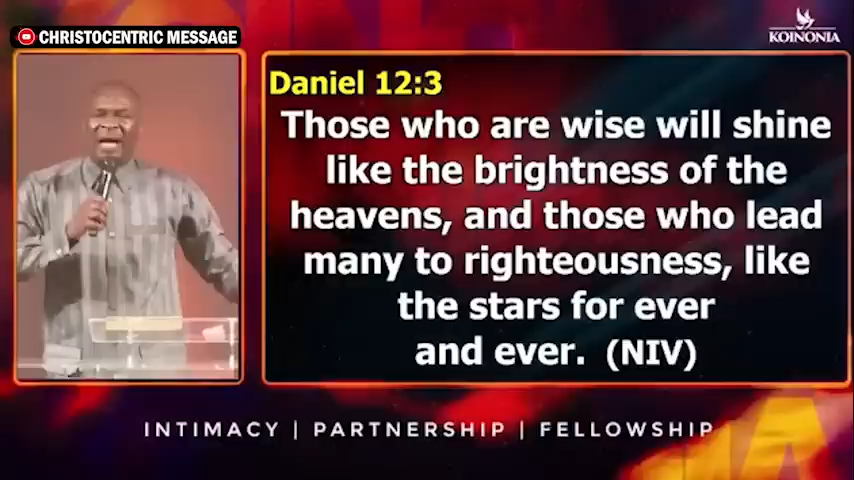 CHRISTOCENTRIC MESSAGE
KOINONIA
Daniel 12:3
Those who are wise will shine
like the brightness of the
heavens, and those who lead
many to righteousness, like
the stars for ever
and ever. (NIV)
INTIMACY | PARTNERSHIP | FELLOWSHIP